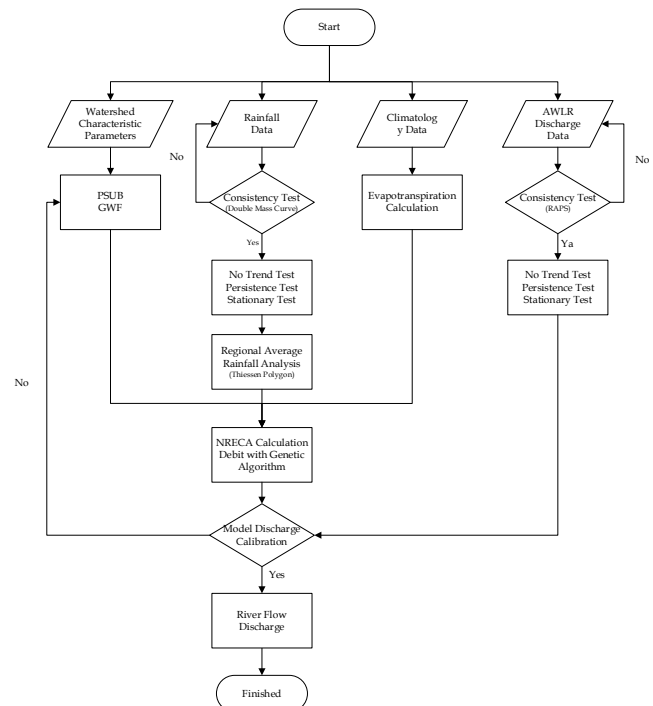 Start
Watershed
Characteristic
Parameters
Rainfall
Data
Climatolog
y Data
AWLR
Discharge
Data
No
No
PSUB
GWF
Consistency Test
(Double Mass Curve)
Evapotranspiration
Calculation
Consistency Test
(RAPS)
Yes
Ya
No Trend Test
Persistence Test
Stationary Test
No Trend Test
Persistence Test
Stationary Test
Regional Average
Rainfall Analysis
(Thiessen Polygon)
No
NRECA Calculation
Debit with Genetic
Algorithm
Model Discharge
Calibration
Yes
River Flow
Discharge
Finished